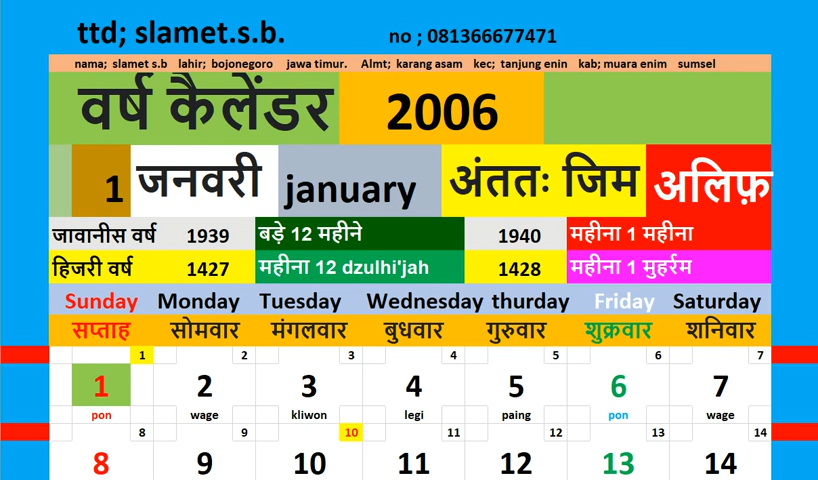 ttd; slamet.s.b. no ; 081366677471
nama; slamet s.b lahir; bojonegoro jawa timur. Almt; karang asam kec; tanjung enin kab; muara enim sumsel
वर्ष कैलेंडर 2006
1 जनवरी january अंततः जिम अलिफ़
जावानीस वर्ष 1939 बड़े 12 महीने 1940 महीना 1 महीना
हिजरी वर्ष 1427 महीना 12 dzulhi'jah 1428 महीना 1 मुहर्रम
Sunday Monday Tuesday Wednesday thurday Friday Saturday
सप्ताह सोमवार मंगलवार बुधवार गुरुवार शुक्रवार शनिवार
1 2 3 4 5 6 7
1 2 3 4 5 6 7
pon wage kliwon legi paing pon wage
8 9 10 11 12 13 14
8 9 10 11 12 13 14